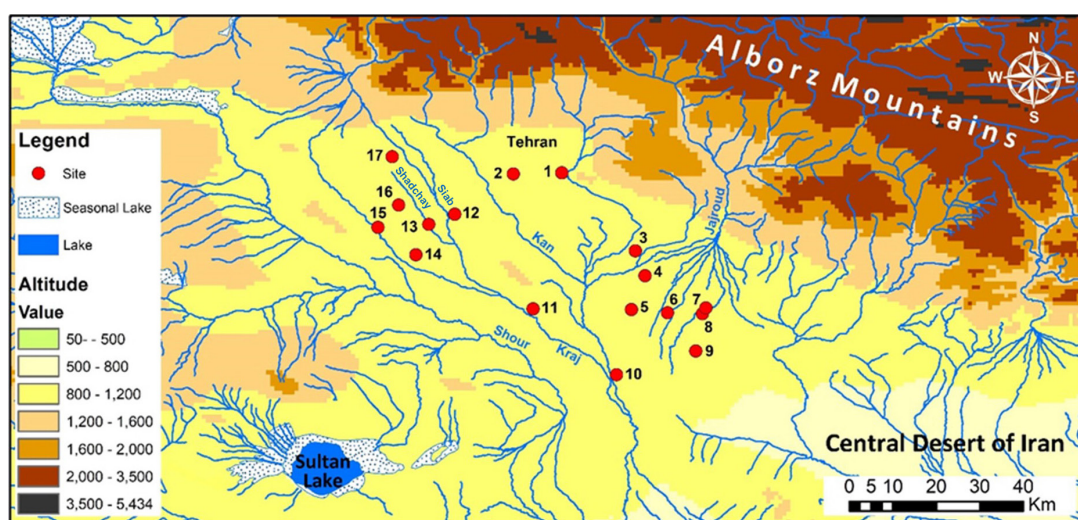 Alborz Mountains
N
W E
S
Legend
Site
Seasonal Lake
Lake
Altitude
Value
50- - 500
500 - 800
800 - 1,200
1,200 - 1,600
1,600 - 2,000
2,000 - 3,500
3,500 - 5,434
Tehran
17
2
1
Shadchay
Siab
16
12
15
13
14
Kan
Jajroud
3
4
5
6
7
8
9
11
Shour
Kraj
10
Sultan
Lake
Central Desert of Iran
0 5 10 20 30 40
Km